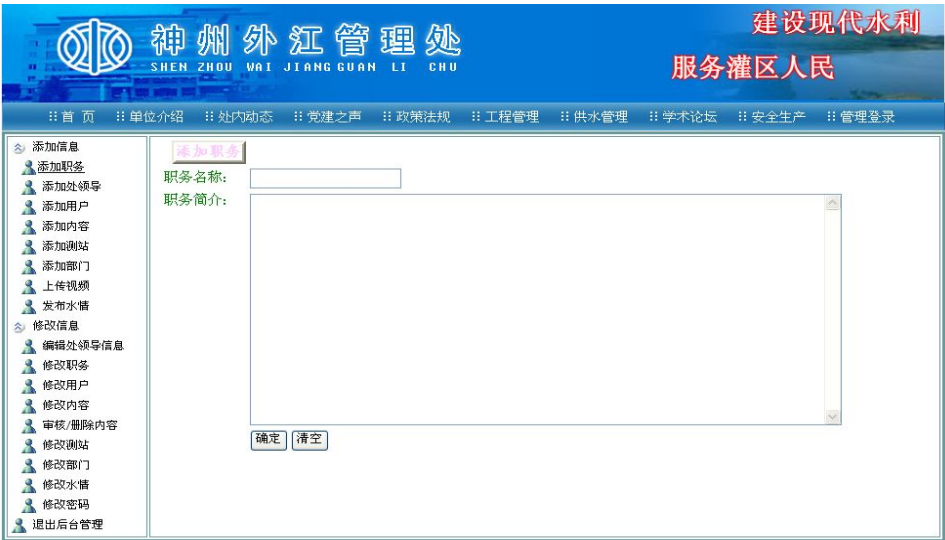 神州外江管理处
SHEN ZHOU WAI JIANG GUAN LI CHU
建设现代水利
服务灌区人民
首 页 单位介绍 处内动态 党建之声 政策法规 工程管理 供水管理 学术论坛 安全生产 管理登录
添加信息
添加职务
添加处领导
添加用户
添加内容
添加测站
添加部门
上传视频
发布水情
修改信息
编辑处领导信息
修改职务
修改用户
修改内容
审核/删除内容
修改测站
修改部门
修改水情
修改密码
退出后台管理
添加职务
职务名称:
职务简介:
确定 清空